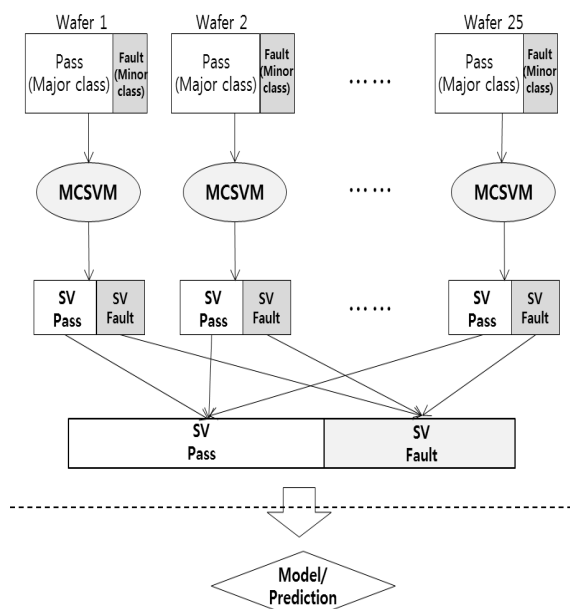 Wafer 1
Wafer 2
Wafer 25
Pass
(Major class)
Fault
(Minor
class)
Pass
(Major class)
Fault
(Minor
class)
……
Pass
(Major class)
Fault
(Minor
class)
MCSVM
MCSVM
……
MCSVM
SV
Pass
SV
Fault
SV
Pass
SV
Fault
……
SV
Pass
SV
Fault
SV
Pass
SV
Fault
Model/
Prediction